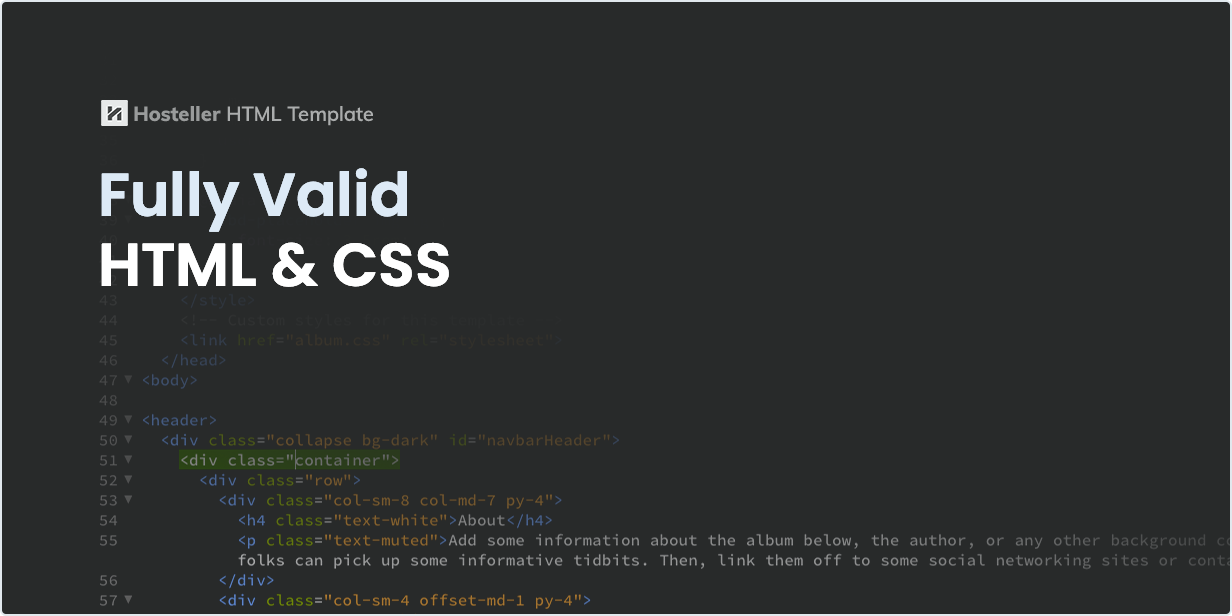 Hosteller HTML Template
Fully Valid
HTML & CSS
43 </style>
44 <!-- Custom styles for this template
45 <link href="album.css" rel="stylesheet">
46 </head>
47 <body>
48
49 <header>
50 <div class="collapse bg-dark" id="navbarHeader">
51 <div class="container">
52 <div class="row">
53 <div class="col-sm-8 col-md-7 py-4">
54 <h4 class="text-white">About</h4>
55 <p class="text-muted">Add some information about the album below, the author, or any other background
folks can pick up some informative tidbits. Then, link them off to some social networking sites or
56 </div>
57 <div class="col-sm-4 offset-md-1 py-4">